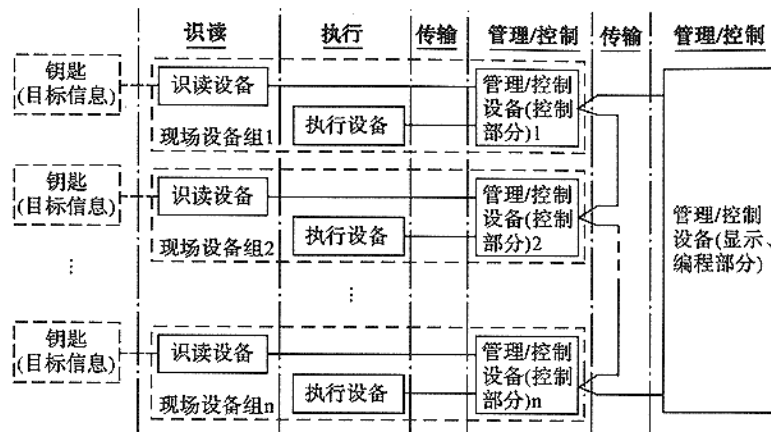 识读
执行
传输
管理/控制
传输
管理/控制
钥匙
(目标信息)
识读设备
执行设备
现场设备组1
管理/控制
设备(控制
部分)1
钥匙
(目标信息)
识读设备
执行设备
现场设备组2
管理/控制
设备(控制
部分)2
管理/控制
设备(显示、
编程部分)
⋮
⋮
钥匙
(目标信息)
识读设备
执行设备
现场设备组n
管理/控制
设备(控制
部分)n